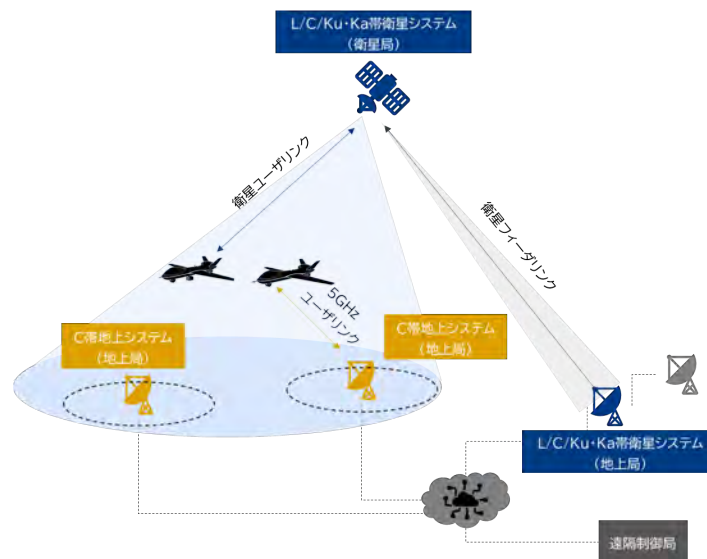 L/C/Ku・Ka帯衛星システム
（衛星局）
衛星ユーザリンク
衛星フィーダリンク
5GHz
ユーザリンク
C帯地上システム
（地上局）
C帯地上システム
（地上局）
L/C/Ku・Ka帯衛星システム
（地上局）
遠隔制御局